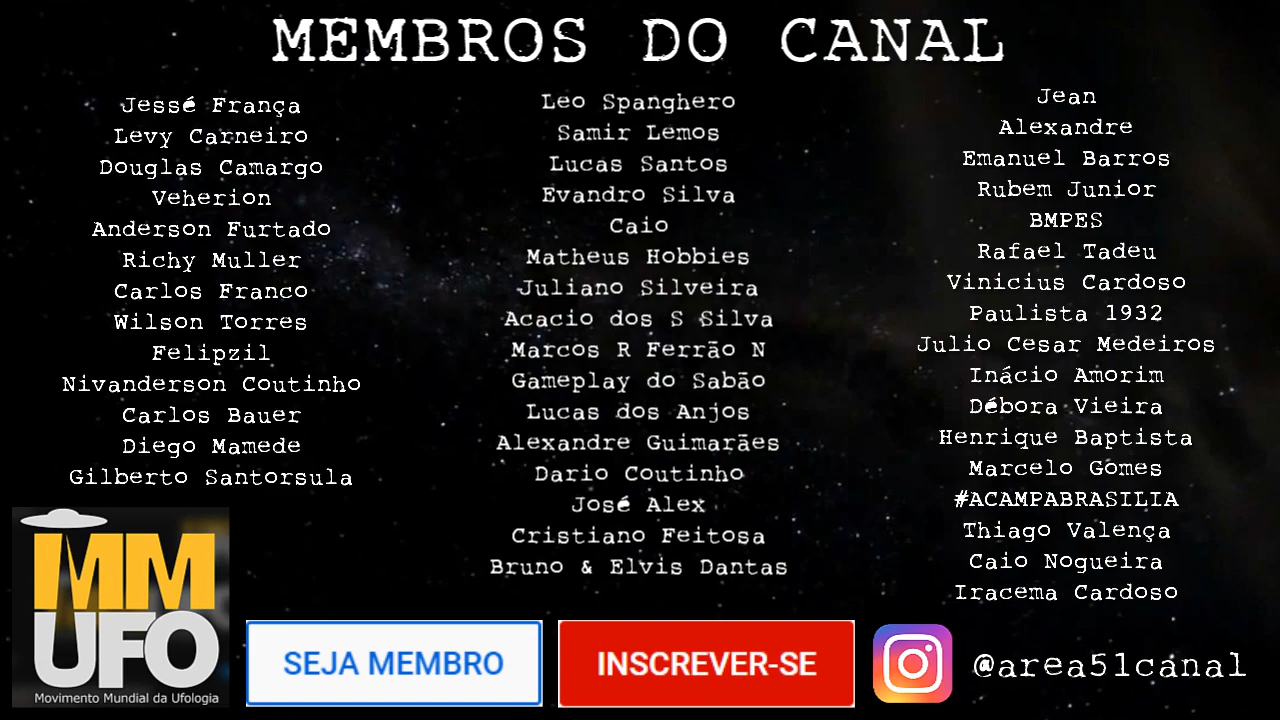 MEMBROS DO CANAL
Jessé França
Levy Carneiro
Douglas Camargo
Veherion
Anderson Furtado
Richy Muller
Carlos Franco
Wilson Torres
Felipzil
Nivanderson Coutinho
Carlos Bauer
Diego Mamede
Gilberto Santorsula
Leo Spanghero
Samir Lemos
Lucas Santos
Evandro Silva
Caio
Matheus Hobbies
Juliano Silveira
Acacio dos S Silva
Marcos R Ferrão N
Gameplay do Sabão
Lucas dos Anjos
Alexandre Guimarães
Dario Coutinho
José Alex
Cristiano Feitosa
Bruno & Elvis Dantas
Jean
Alexandre
Emanuel Barros
Rubem Junior
BMPES
Rafael Tadeu
Vinicius Cardoso
Paulista 1932
Julio Cesar Medeiros
Inácio Amorim
Débora Vieira
Henrique Baptista
Marcelo Gomes
#ACAMPABRASILIA
Thiago Valença
Caio Nogueira
Iracema Cardoso
MM
UFO
Movimento Mundial da Ufologia
SEJA MEMBRO
INSCREVER-SE
@area51canal